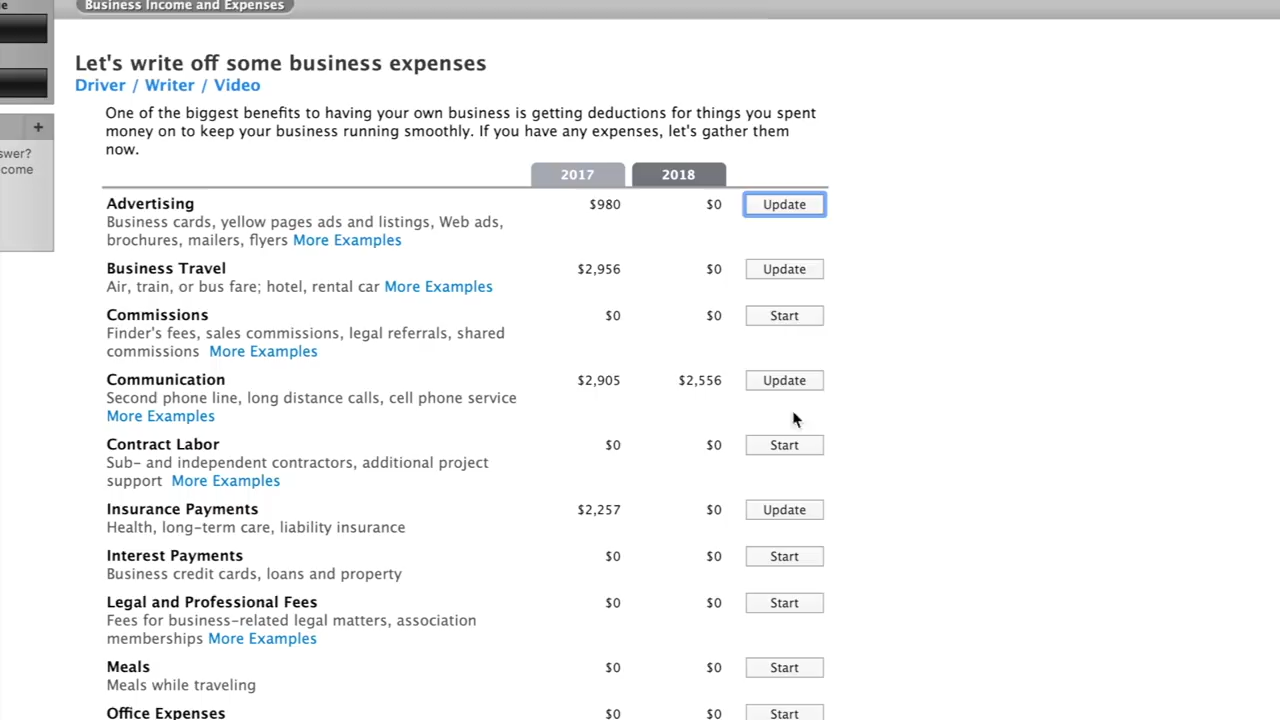 e
Business Income and Expenses
+
swer?
come
Let's write off some business expenses
Driver / Writer / Video
One of the biggest benefits to having your own business is getting deductions for things you spent
money on to keep your business running smoothly. If you have any expenses, let's gather them
now.
2017 2018
Advertising $980 $0 Update
Business cards, yellow pages ads and listings, Web ads,
brochures, mailers, flyers More Examples
Business Travel $2,956 $0 Update
Air, train, or bus fare; hotel, rental car More Examples
Commissions $0 $0 Start
Finder's fees, sales commissions, legal referrals, shared
commissions More Examples
Communication $2,905 $2,556 Update
Second phone line, long distance calls, cell phone service
More Examples
Contract Labor $0 $0 Start
Sub- and independent contractors, additional project
support More Examples
Insurance Payments $2,257 $0 Update
Health, long-term care, liability insurance
Interest Payments $0 $0 Start
Business credit cards, loans and property
Legal and Professional Fees $0 $0 Start
Fees for business-related legal matters, association
memberships More Examples
Meals $0 $0 Start
Meals while traveling
Office Expenses $0 $0 Start